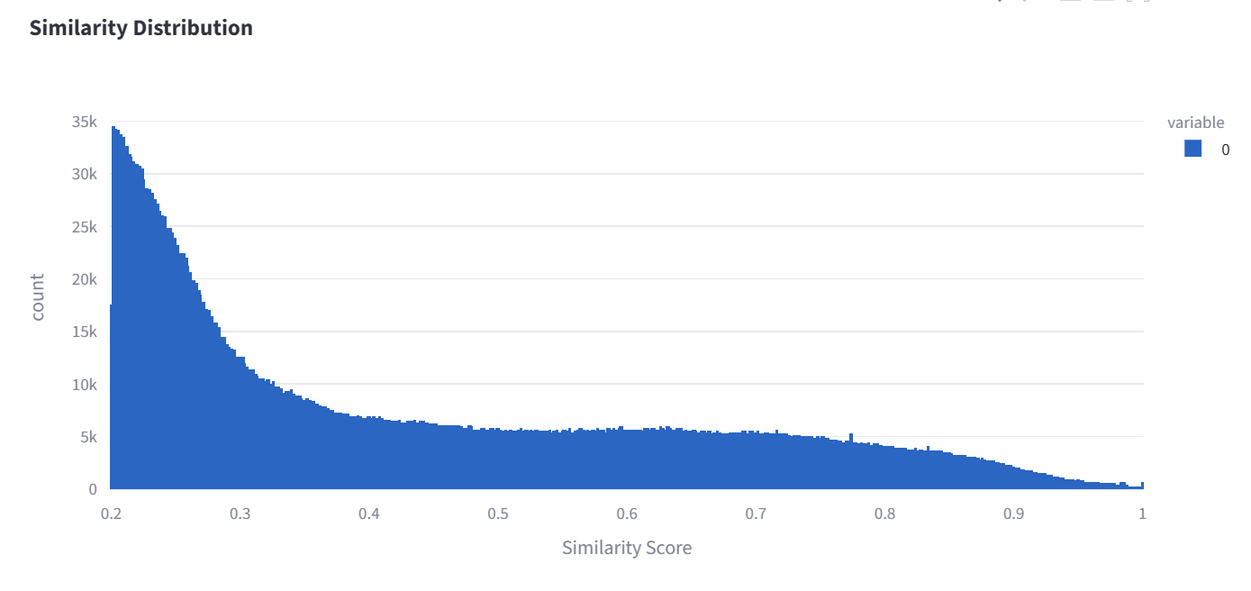 Similarity Distribution
variable
0
35k
30k
25k
20k
15k
10k
5k
0
count
0.2 0.3 0.4 0.5 0.6 0.7 0.8 0.9 1
Similarity Score